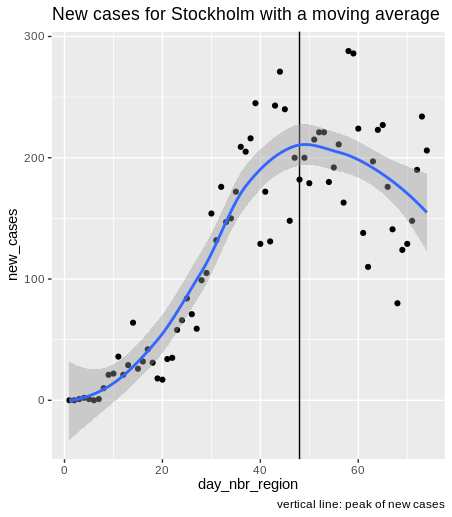 New cases for Stockholm with a moving average
300
200
100
0
new_cases
0 20 40 60
day_nbr_region
vertical line: peak of new cases